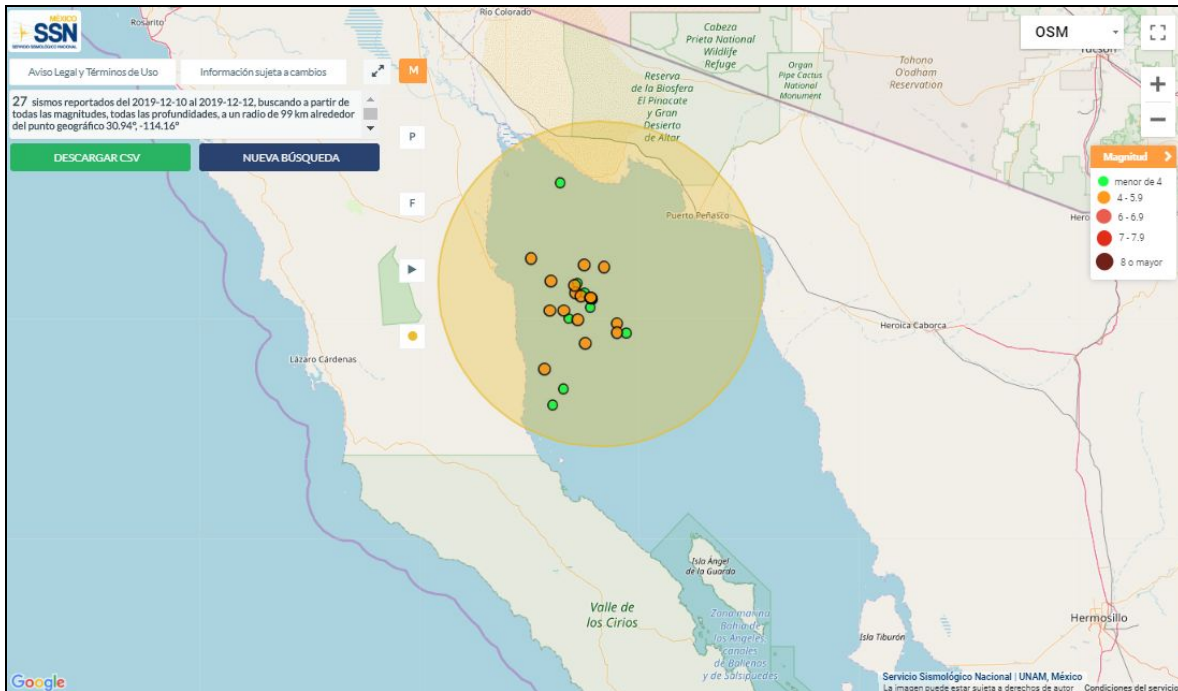 Rosarito
Río Colorado
MÉXICO
SSN
SERVICIO SISMOLÓGICO NACIONAL
Aviso Legal y Términos de Uso
Información sujeta a cambios
M
27 sismos reportados del 2019-12-10 al 2019-12-12, buscando a partir de
todas las magnitudes, todas las profundidades, a un radio de 99 km alrededor
del punto geográfico 30.94°, -114.16°
DESCARGAR CSV
NUEVA BÚSQUEDA
P
F
Cabeza
Prieta National
Wildlife
Refuge
Organ
Pipe Cactus
National
Monument
Tohono
O'odham
Reservation
OSM
Tucson
+
−
Reserva
de la Biosfera
El Pinacate
y Gran
Desierto
de Altar
Magnitud
menor de 4
4 - 5.9
6 - 6.9
7 - 7.9
8 o mayor
Puerto Peñasco
Heroica Caborca
Lázaro Cárdenas
Isla Ángel
de la Guarda
Valle de
los Cirios
Zona marina
Bahía de
los Ángeles
canales
de Ballenas
y de Salsipuedes
Isla Tiburón
Hermosillo
Google
Servicio Sismológico Nacional | UNAM, México
La imagen puede estar sujeta a derechos de autor
Condiciones del servicio